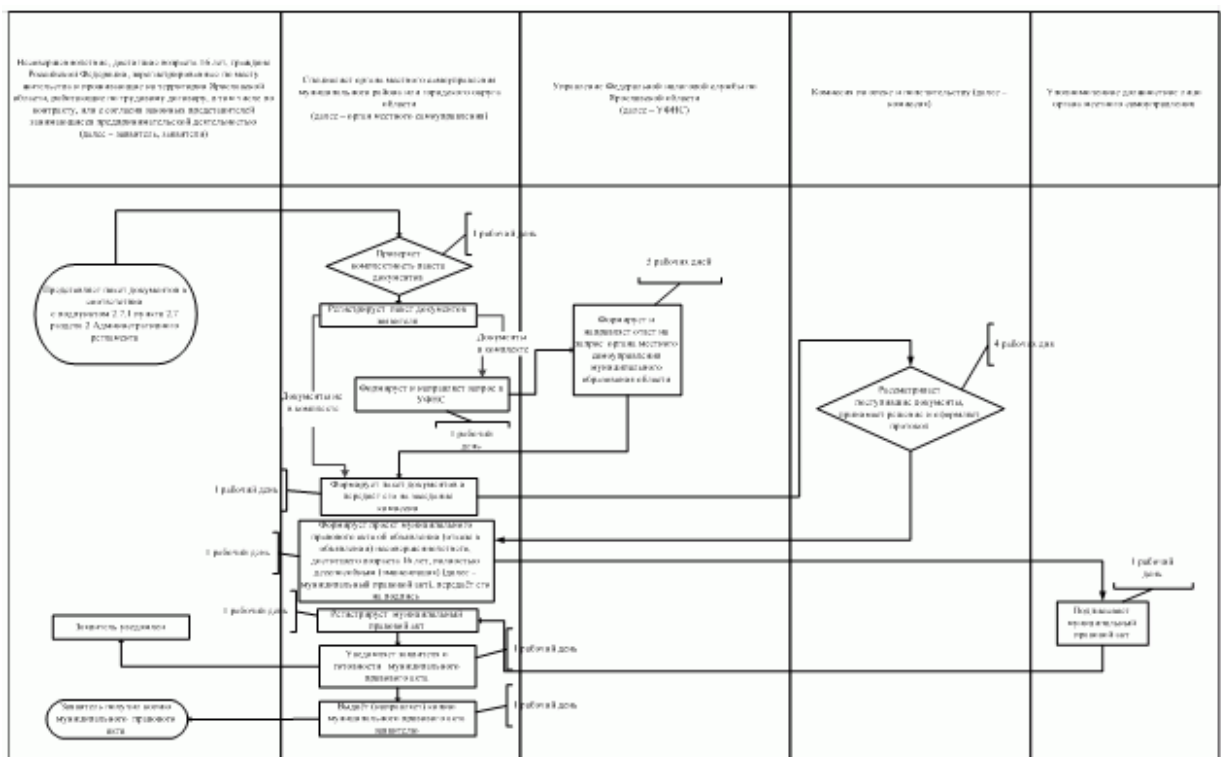 Несовершеннолетние, достигшие возраста 16 лет, граждане
Российской Федерации, зарегистрированные по месту
жительства и проживающие на территории Ярославской
области, работающие по трудовому договору, в том числе по
контракту, или с согласия законных представителей
занимающиеся предпринимательской деятельностью
(далее – заявитель, заявители)
Специалист органа местного самоуправления
муниципального района или городского округа
области
(далее – орган местного самоуправления)
Управление Федеральной налоговой службы по
Ярославской области
(далее – УФНС)
Комиссия по опеке и попечительству (далее –
комиссия)
Уполномоченное должностное лицо
органа местного самоуправления
Представляет пакет документов в
соответствии
с подпунктом 2.7.1 пункта 2.7
раздела 2 Административного
регламента
Проверяет
комплектность пакета
документов
1 рабочий день
Регистрирует пакет документов
заявителя
Документы
в комплекте
Документы не
в комплекте
Формирует и направляет запрос в
УФНС
1 рабочий
день
5 рабочих дней
Формирует и
направляет ответ на
запрос органа местного
самоуправления
муниципального
образования области
4 рабочих дня
Рассматривает
поступившие документы,
принимает решение и оформляет
протокол
1 рабочий день
Формирует пакет документов и
передает его на заседание
комиссии
1 рабочий день
Формирует проект муниципального
правового акта об объявлении (отказе в
объявлении) несовершеннолетнего,
достигшего возраста 16 лет, полностью
дееспособным (эмансипация) (далее –
муниципальный правовой акт), передаёт его
на подпись
1 рабочий
день
Подписывает
муниципальный
правовой акт
1 рабочий день
Регистрирует муниципальный
правовой акт
Заявитель уведомлен
Уведомляет заявителя о
готовности муниципального
правового акта
1 рабочий
день
Заявитель получил копию
муниципального правового
акта
Выдаёт (направляет) копию
муниципального правового акта
заявителю
1 рабочий
день